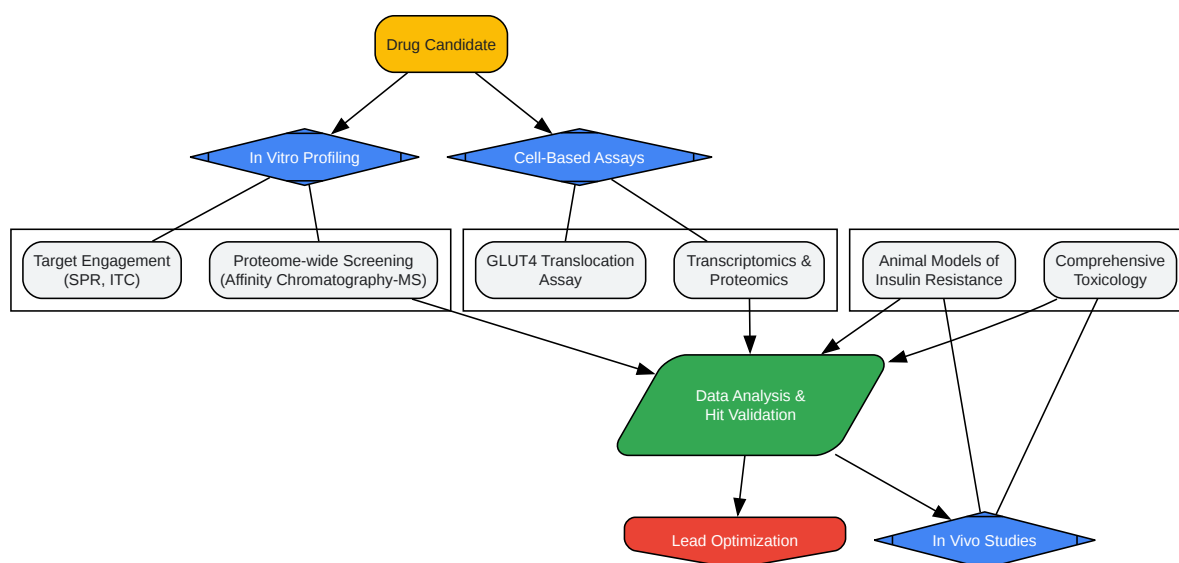 Drug Candidate
In Vitro Profiling
Cell-Based Assays
Target Engagement
(SPR, ITC)
Proteome-wide Screening
(Affinity Chromatography-MS)
GLUT4 Translocation
Assay
Transcriptomics &
Proteomics
Animal Models of
Insulin Resistance
Comprehensive
Toxicology
Data Analysis &
Hit Validation
Lead Optimization
In Vivo Studies